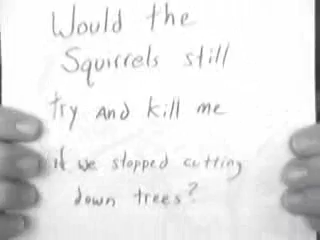 Would the
Squirrels still
try and kill me
if we stopped cutting
down trees?